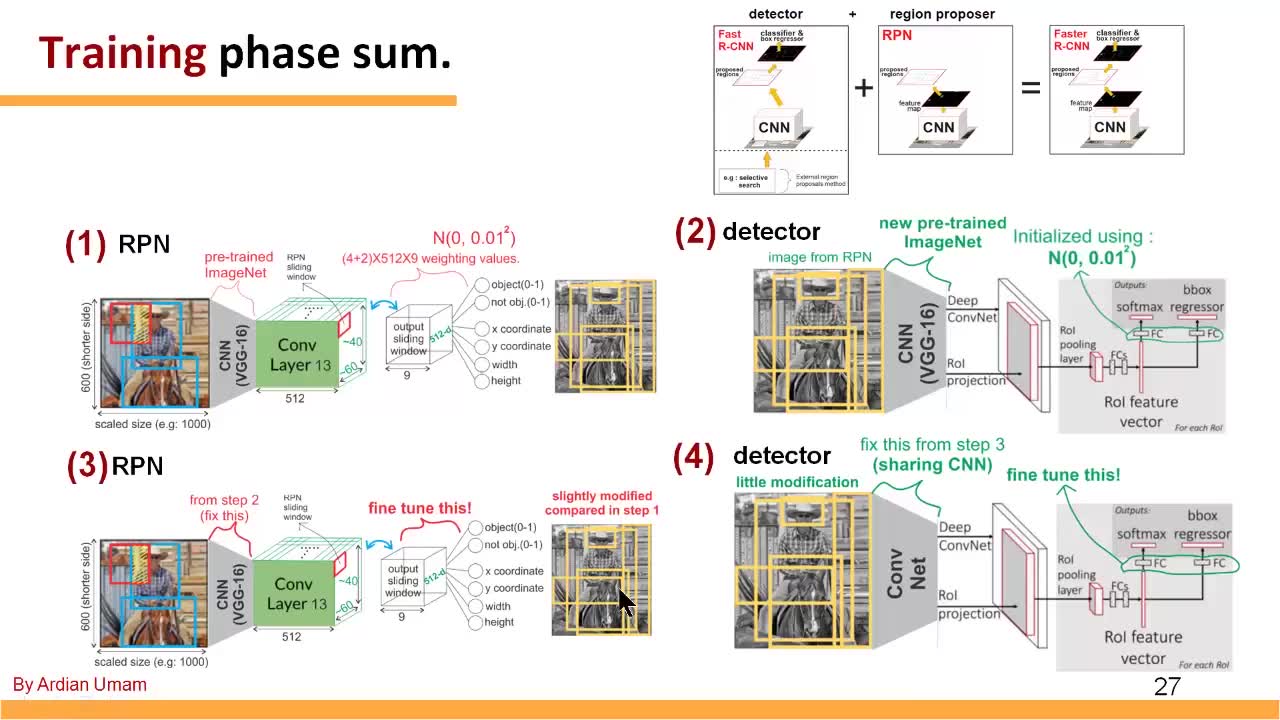 Training phase sum.
detector + region proposer
Fast
R-CNN
classifier &
box regressor
proposed
regions
CNN
e.g : selective
search
External region
proposals method
+
RPN
proposed
regions
feature
map
CNN
=
Faster
R-CNN
classifier &
box regressor
proposed
regions
feature
map
CNN
(1) RPN
pre-trained
ImageNet
RPN
sliding
window
N(0, 0.01²)
(4+2)X512X9 weighting values.
600 (shorter side)
scaled size (e.g: 1000)
CNN
(VGG-16)
Conv
Layer 13
512
~40
~60
output
sliding
window
512-d
9
object(0-1)
not obj.(0-1)
x coordinate
y coordinate
width
height
(2) detector
image from RPN
new pre-trained
ImageNet
Initialized using :
N(0, 0.01²)
CNN
(VGG-16)
Deep
ConvNet
RoI
projection
RoI
pooling
layer
FCs
Outputs:
softmax
bbox
regressor
FC
FC
RoI feature
vector
For each RoI
(3) RPN
from step 2
(fix this)
RPN
sliding
window
fine tune this!
slightly modified
compared in step 1
600 (shorter side)
scaled size (e.g: 1000)
CNN
(VGG-16)
Conv
Layer 13
512
~40
~60
output
sliding
window
512-d
9
object(0-1)
not obj.(0-1)
x coordinate
y coordinate
width
height
(4) detector
little modification
fix this from step 3
(sharing CNN)
fine tune this!
Conv
Net
Deep
ConvNet
RoI
projection
RoI
pooling
layer
FCs
Outputs:
softmax
bbox
regressor
FC
FC
RoI feature
vector
For each RoI
By Ardian Umam
27